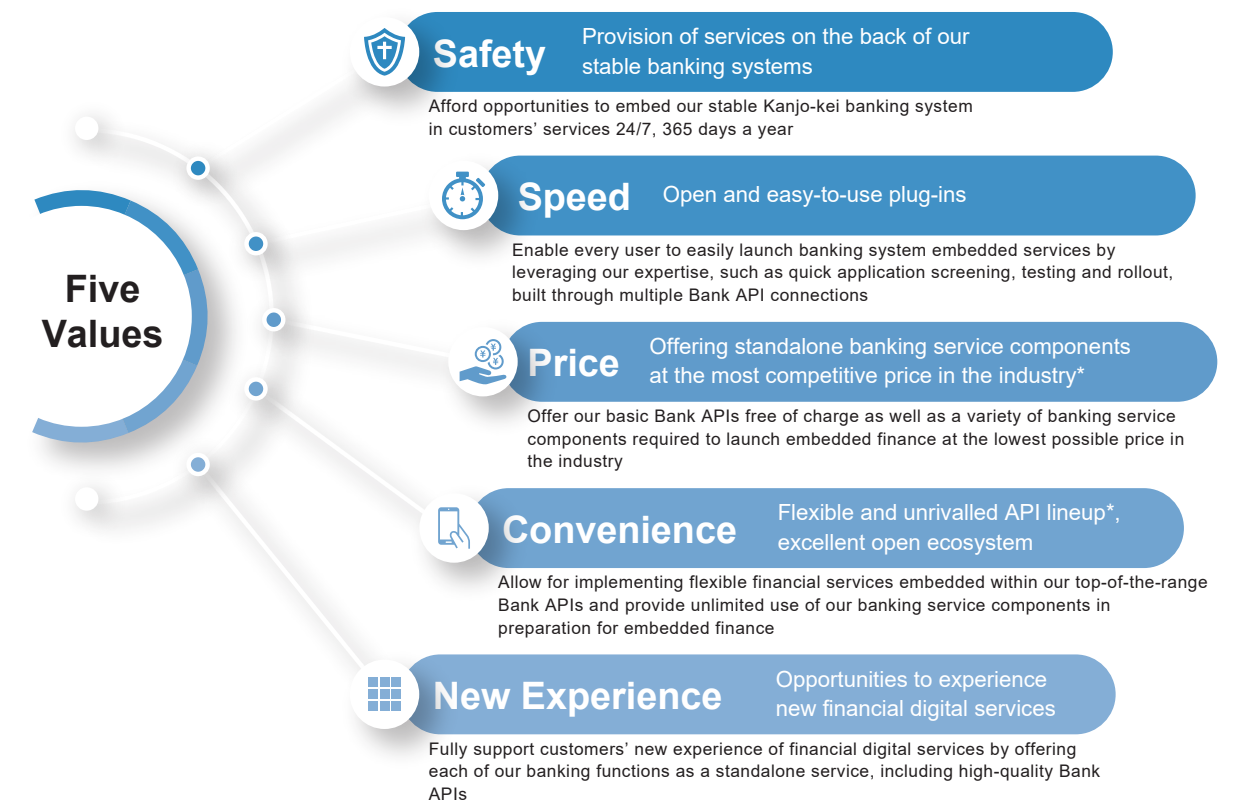 Five
Values
Safety
Provision of services on the back of our
stable banking systems
Afford opportunities to embed our stable Kanjo-kei banking system
in customers’ services 24/7, 365 days a year
Speed
Open and easy-to-use plug-ins
Enable every user to easily launch banking system embedded services by
leveraging our expertise, such as quick application screening, testing and rollout,
built through multiple Bank API connections
¥
¥
¥
Price
Offering standalone banking service components
at the most competitive price in the industry*
Offer our basic Bank APIs free of charge as well as a variety of banking service
components required to launch embedded finance at the lowest possible price in
the industry
Convenience
Flexible and unrivalled API lineup*,
excellent open ecosystem
Allow for implementing flexible financial services embedded within our top-of-the-range
Bank APIs and provide unlimited use of our banking service components in
preparation for embedded finance
New Experience
Opportunities to experience
new financial digital services
Fully support customers’ new experience of financial digital services by offering
each of our banking functions as a standalone service, including high-quality Bank
APIs